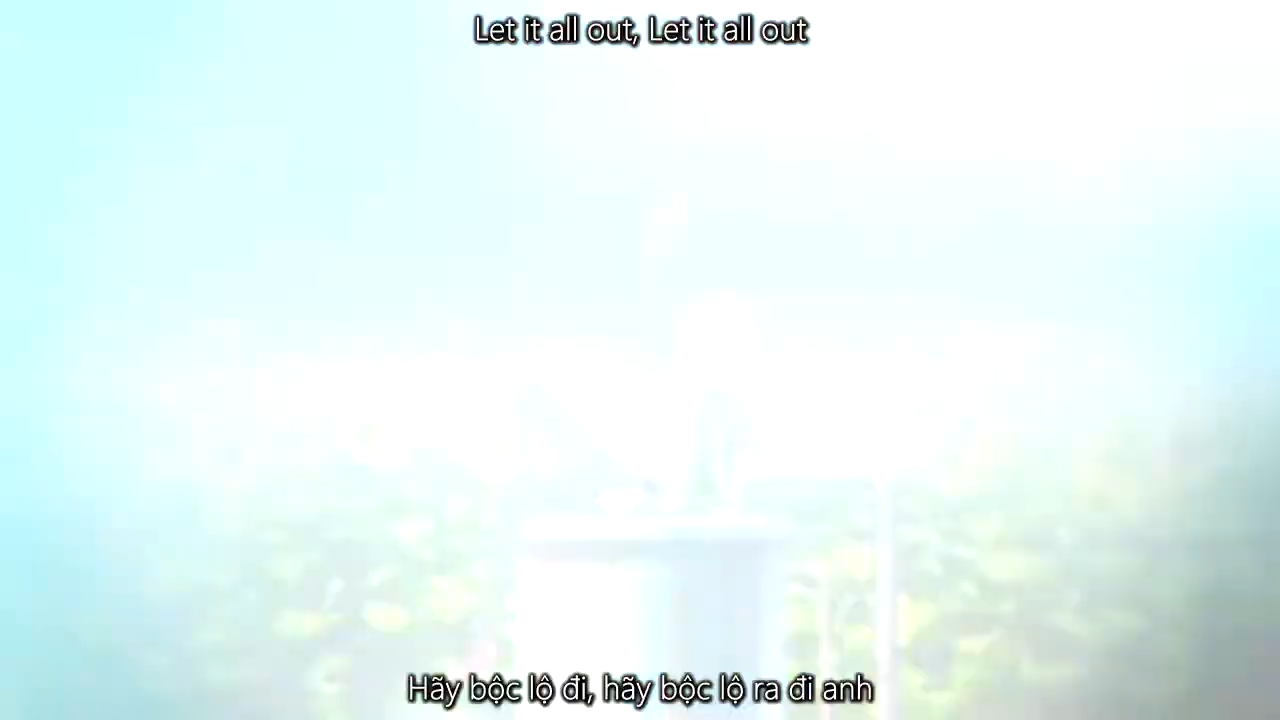 Let it all out, Let it all out
Hãy bộc lộ đi, hãy bộc lộ ra đi anh